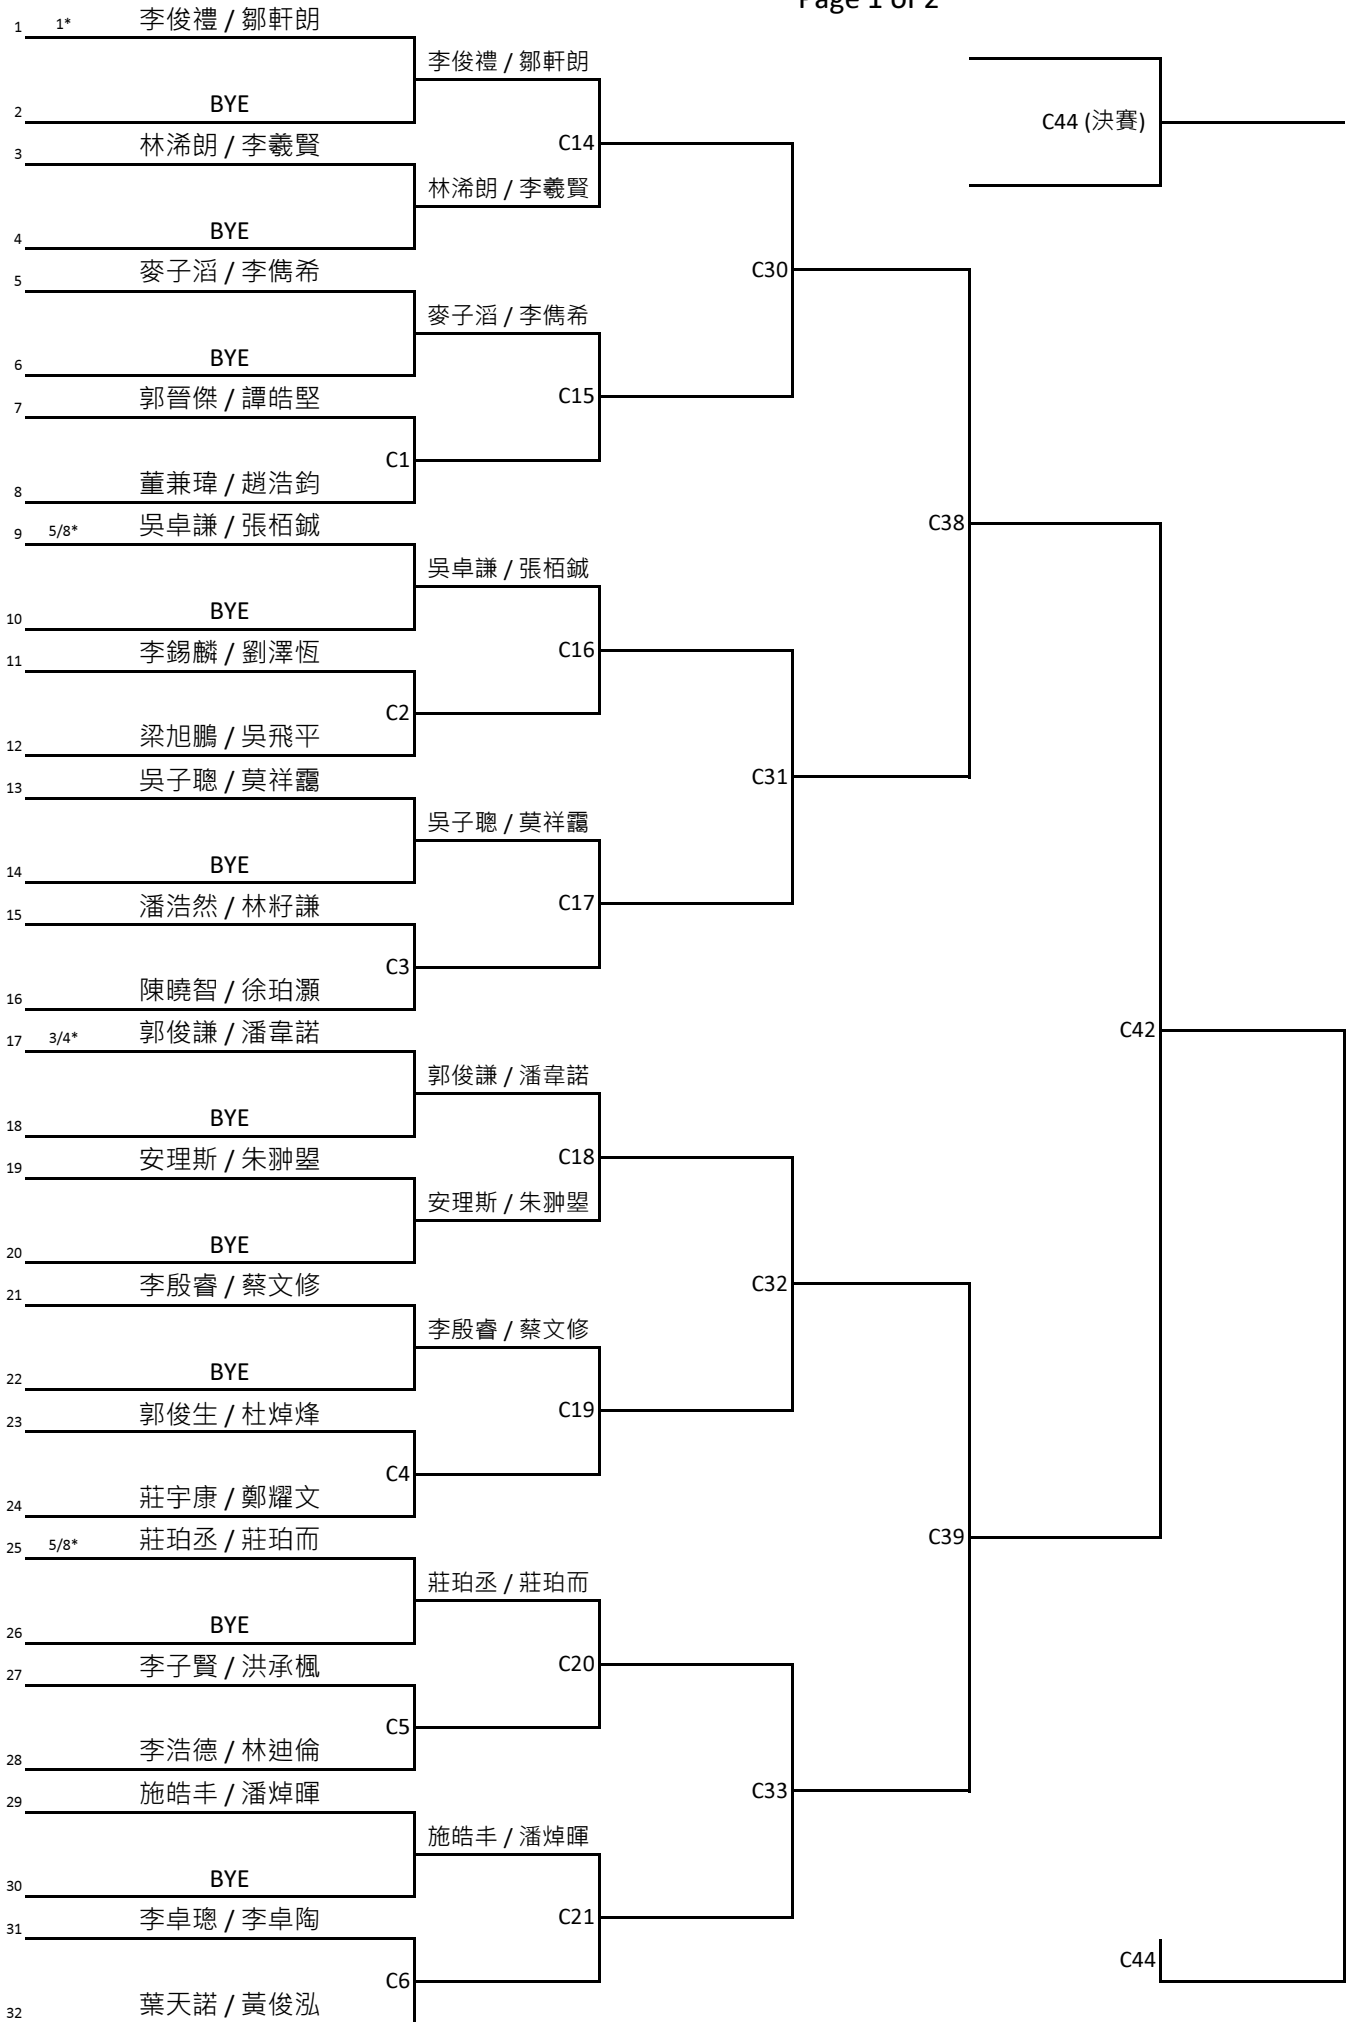 Page 1 of 2
1 1* 李俊禮 / 鄒軒朗
李俊禮 / 鄒軒朗
2 BYE
C44 (決賽)
3 林浠朗 / 李羲賢
C14
林浠朗 / 李羲賢
4 BYE
5 麥子滔 / 李儁希
C30
麥子滔 / 李儁希
6 BYE
7 郭晉傑 / 譚皓堅
C15
C1
8 董兼瑋 / 趙浩鈞
9 5/8* 吳卓謙 / 張栢鋮
C38
吳卓謙 / 張栢鋮
10 BYE
11 李錫麟 / 劉澤恆
C16
C2
12 梁旭鵬 / 吳飛平
13 吳子聰 / 莫祥靄
C31
吳子聰 / 莫祥靄
14 BYE
15 潘浩然 / 林籽謙
C17
C3
16 陳曉智 / 徐珀灝
17 3/4* 郭俊謙 / 潘韋諾
C42
郭俊謙 / 潘韋諾
18 BYE
19 安理斯 / 朱翀曌
C18
安理斯 / 朱翀曌
20 BYE
21 李殷睿 / 蔡文修
C32
李殷睿 / 蔡文修
22 BYE
23 郭俊生 / 杜焯烽
C19
C4
24 莊宇康 / 鄭耀文
25 5/8* 莊珀丞 / 莊珀而
C39
莊珀丞 / 莊珀而
26 BYE
27 李子賢 / 洪承楓
C20
C5
28 李浩德 / 林迪倫
29 施皓丰 / 潘焯暉
C33
施皓丰 / 潘焯暉
30 BYE
31 李卓璁 / 李卓陶
C21
C44
C6
32 葉天諾 / 黃俊泓